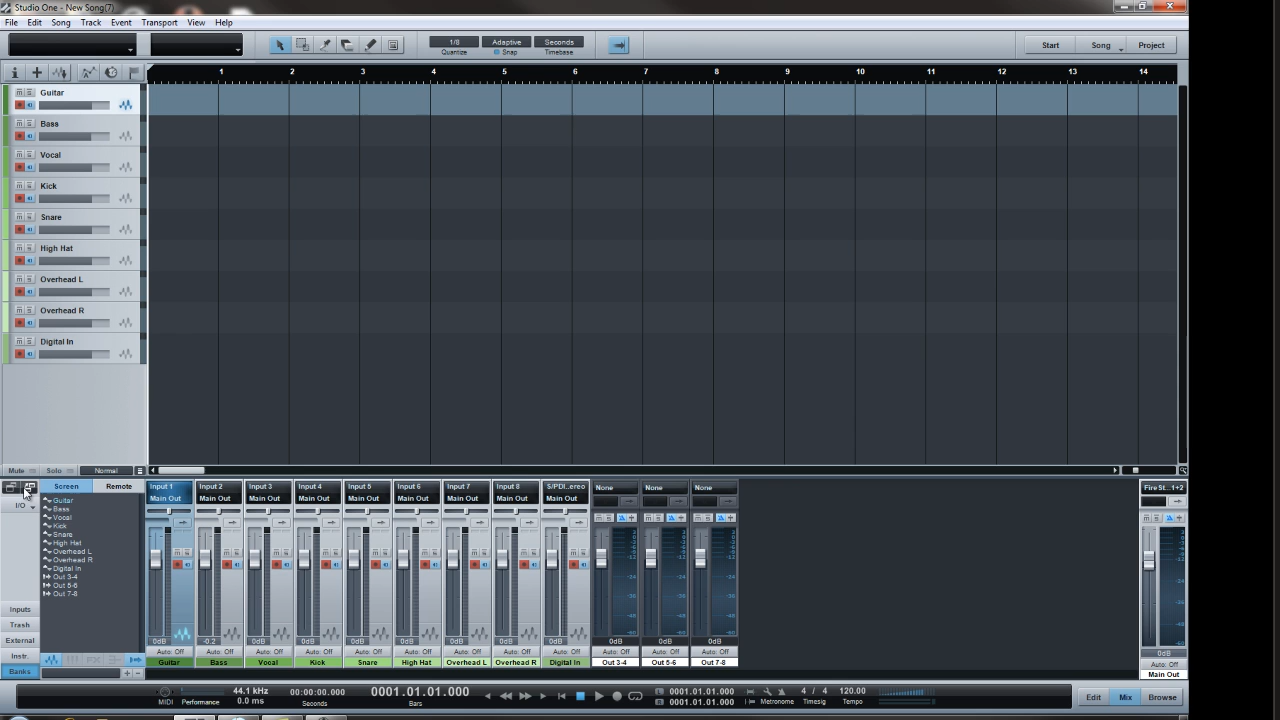 Studio One - New Song(7)
File Edit Song Track Event Transport View Help
1/8 Adaptive Seconds
Quantize Snap Timebase
Start Song Project
1 2 3 4 5 6 7 8 9 10 11 12 13 14
Guitar
Bass
Vocal
Kick
Snare
High Hat
Overhead L
Overhead R
Digital In
Mute Solo Normal
Screen Remote
I/O
Guitar
Bass
Vocal
Kick
Snare
High Hat
Overhead L
Overhead R
Digital In
Out 3-4
Out 5-6
Out 7-8
Inputs
Trash
External
Instr.
Banks
Input 1 Input 2 Input 3 Input 4 Input 5 Input 6 Input 7 Input 8 S/PDI..ereo None None None Fire St...1+2
Main Out Main Out Main Out Main Out Main Out Main Out Main Out Main Out Main Out
0dB -0.2 0dB 0dB 0dB 0dB 0dB 0dB 0dB 0dB 0dB 0dB 0dB
Auto: Off Auto: Off Auto: Off Auto: Off Auto: Off Auto: Off Auto: Off Auto: Off Auto: Off Auto: Off Auto: Off Auto: Off Auto: Off
Guitar Bass Vocal Kick Snare High Hat Overhead L Overhead R Digital In Out 3-4 Out 5-6 Out 7-8 Main Out
MIDI Performance
44.1 kHz
0.0 ms
00:00:00.000
Seconds
0001.01.01.000
Bars
L 0001.01.01.000
R 0001.01.01.000
Metronome
4 / 4
Timesig
120.00
Tempo
Edit Mix Browse